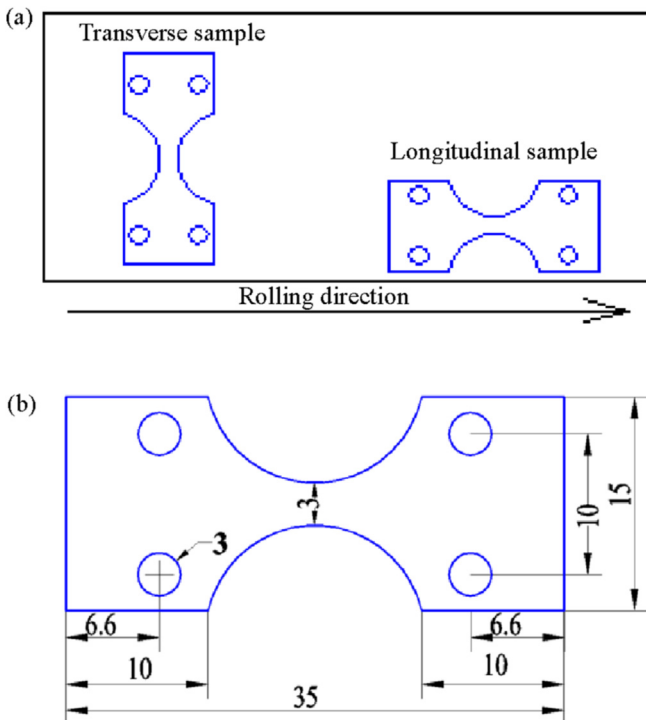 (a)
Transverse sample
Longitudinal sample
Rolling direction
(b)
3
3
10
15
6.6
6.6
10
10
35